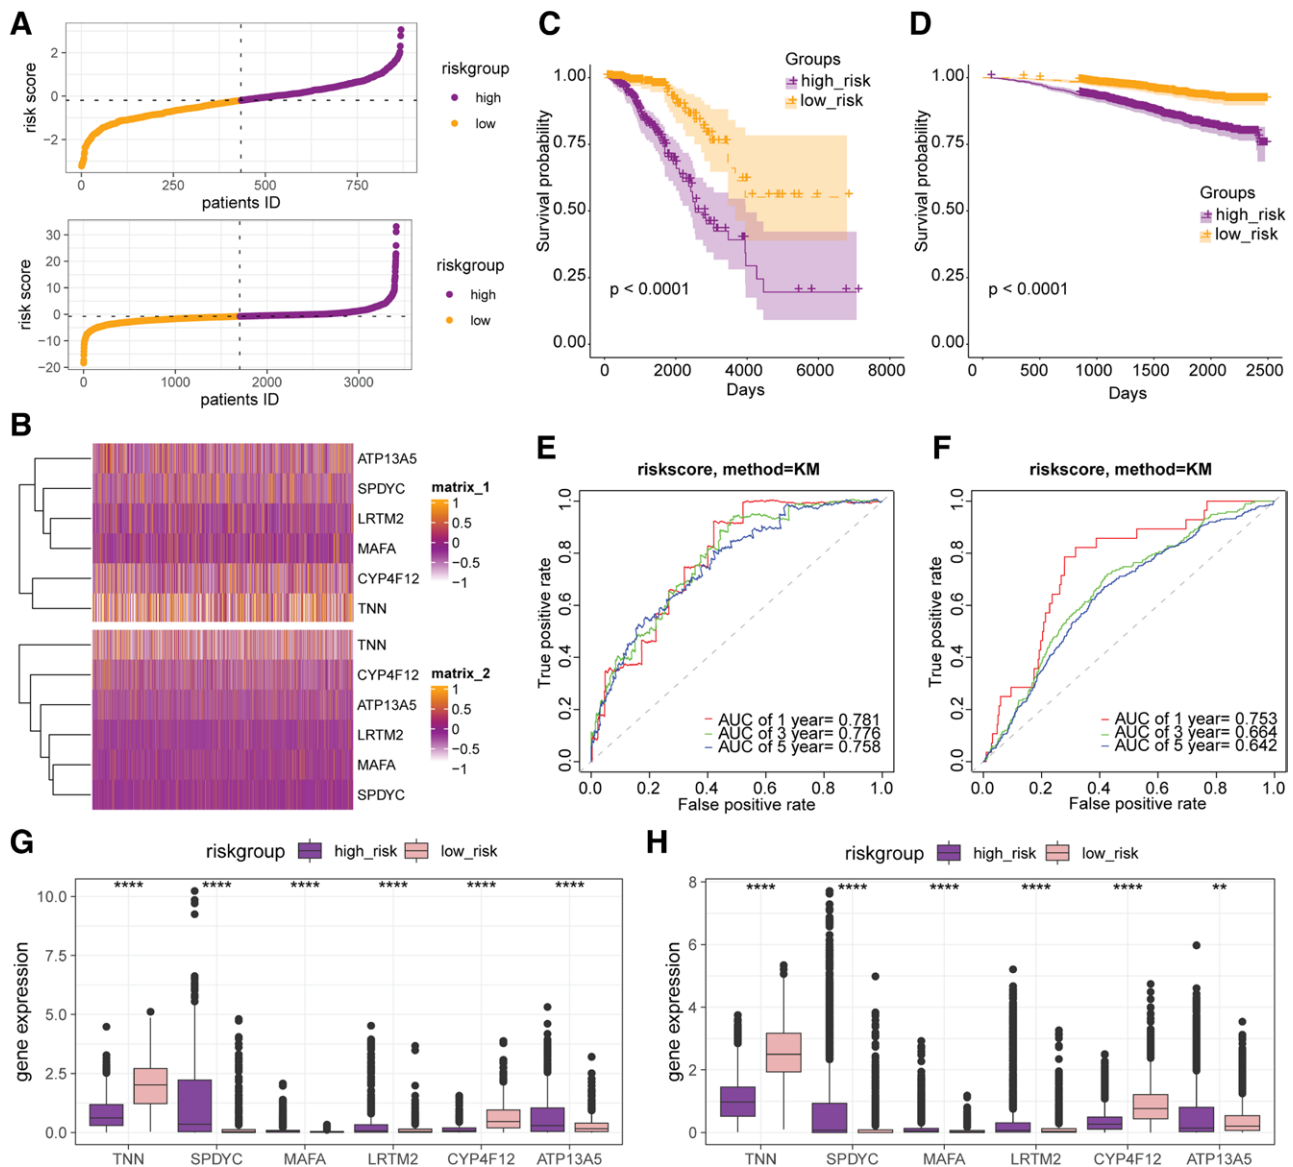 A
risk score
2
0
−2
0
250
500
750
patients ID
riskgroup
high
low
risk score
30
20
10
0
−10
−20
0
1000
2000
3000
patients ID
riskgroup
high
low
B
ATP13A5
SPDYC
LRTM2
MAFA
CYP4F12
TNN
matrix_1
1
0.5
0
−0.5
−1
TNN
CYP4F12
ATP13A5
LRTM2
MAFA
SPDYC
matrix_2
1
0.5
0
−0.5
−1
C
Survival probability
1.00
0.75
0.50
0.25
0.00
Groups
high_risk
low_risk
p < 0.0001
0
2000
4000
6000
8000
Days
D
Survival probability
1.00
0.75
0.50
0.25
0.00
Groups
high_risk
low_risk
p < 0.0001
0
500
1000
1500
2000
2500
Days
E
riskscore, method=KM
True positive rate
1.0
0.8
0.6
0.4
0.2
0.0
AUC of 1 year= 0.781
AUC of 3 year= 0.776
AUC of 5 year= 0.758
0.0
0.2
0.4
0.6
0.8
1.0
False positive rate
F
riskscore, method=KM
True positive rate
1.0
0.8
0.6
0.4
0.2
0.0
AUC of 1 year= 0.753
AUC of 3 year= 0.664
AUC of 5 year= 0.642
0.0
0.2
0.4
0.6
0.8
1.0
False positive rate
G
riskgroup high_risk low_risk
gene expression
10.0
7.5
5.0
2.5
0.0
**** **** **** **** **** ****
TNN SPDYC MAFA LRTM2 CYP4F12 ATP13A5
H
riskgroup high_risk low_risk
gene expression
8
6
4
2
0
**** **** **** **** **** **
TNN SPDYC MAFA LRTM2 CYP4F12 ATP13A5